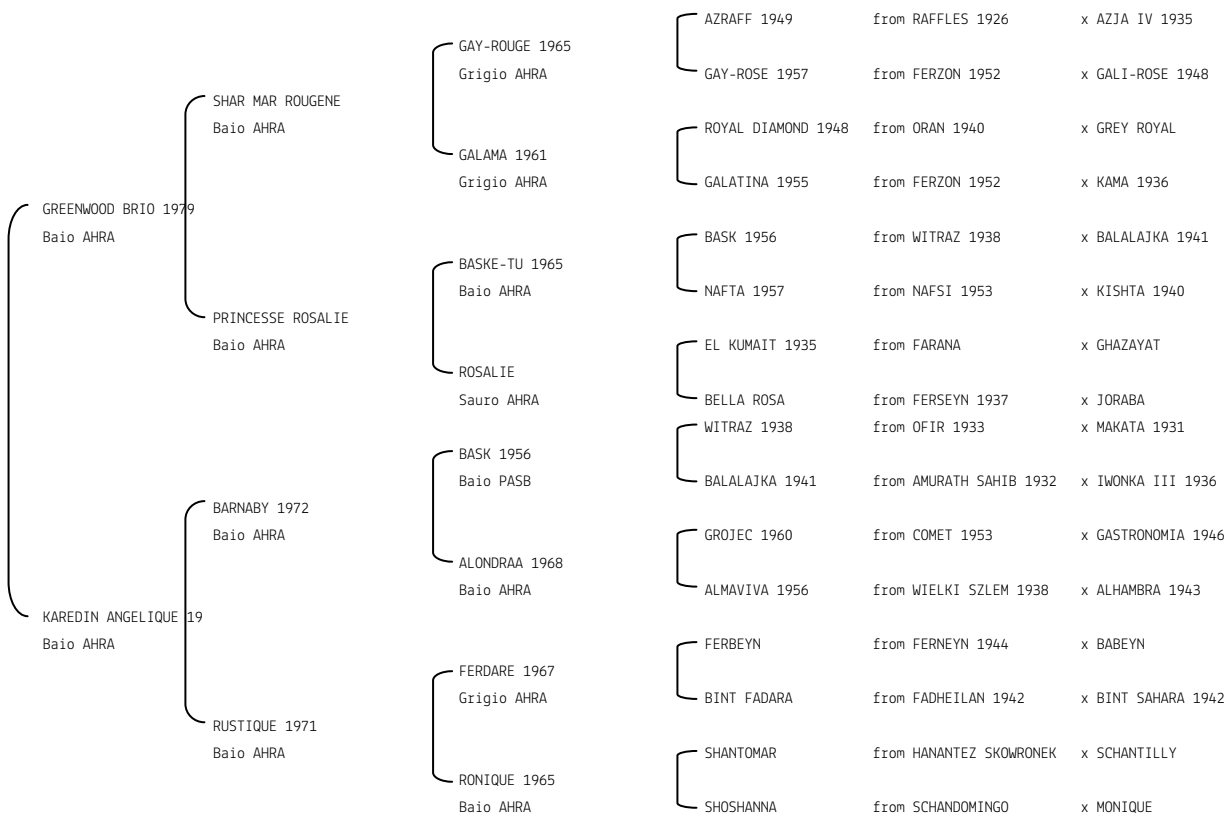 AZRAFF 1949 from RAFFLES 1926 x AZJA IV 1935
GAY-ROUGE 1965
Grigio AHRA
GAY-ROSE 1957 from FERZON 1952 x GALI-ROSE 1948
SHAR MAR ROUGENE
Baio AHRA
ROYAL DIAMOND 1948 from ORAN 1940 x GREY ROYAL
GALAMA 1961
Grigio AHRA
GALATINA 1955 from FERZON 1952 x KAMA 1936
GREENWOOD BRIO 1979
Baio AHRA
BASK 1956 from WITRAZ 1938 x BALALAJKA 1941
BASKE-TU 1965
Baio AHRA
NAFTA 1957 from NAFSI 1953 x KISHTA 1940
PRINCESSE ROSALIE
Baio AHRA
EL KUMAIT 1935 from FARANA x GHAZAYAT
ROSALIE
Sauro AHRA
BELLA ROSA from FERSEYN 1937 x JORABA
WITRAZ 1938 from OFIR 1933 x MAKATA 1931
BASK 1956
Baio PASB
BALALAJKA 1941 from AMURATH SAHIB 1932 x IWONKA III 1936
BARNABY 1972
Baio AHRA
GROJEC 1960 from COMET 1953 x GASTRONOMIA 1946
ALONDRAA 1968
Baio AHRA
ALMAVIVA 1956 from WIELKI SZLEM 1938 x ALHAMBRA 1943
KAREDIN ANGELIQUE 19
Baio AHRA
FERBEYN from FERNEYN 1944 x BABEYN
FERDARE 1967
Grigio AHRA
BINT FADARA from FADHEILAN 1942 x BINT SAHARA 1942
RUSTIQUE 1971
Baio AHRA
SHANTOMAR from HANANTEZ SKOWRONEK x SCHANTILLY
RONIQUE 1965
Baio AHRA
SHOSHANNA from SCHANDOMINGO x MONIQUE